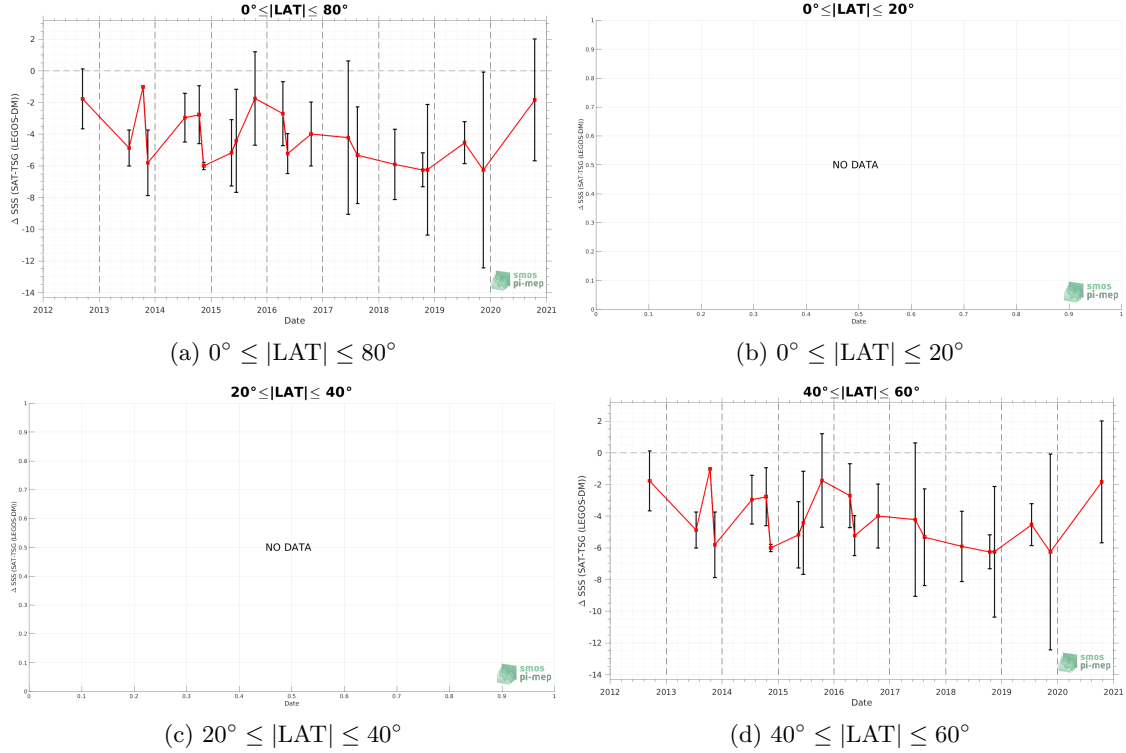 0°≤|LAT|≤ 80°
Δ SSS (SAT-TSG (LEGOS-DM))
2
0
-2
-4
-6
-8
-10
-12
-14
2012 2013 2014 2015 2016 2017 2018 2019 2020 2021
Date
smos
pi-mep
(a) 0° ≤ |LAT| ≤ 80°
0°≤|LAT|≤ 20°
Δ SSS (SAT-TSG (LEGOS-DM))
1
0.9
0.8
0.7
0.6
0.5
0.4
0.3
0.2
0.1
0
NO DATA
0 0.1 0.2 0.3 0.4 0.5 0.6 0.7 0.8 0.9 1
Date
smos
pi-mep
(b) 0° ≤ |LAT| ≤ 20°
20°≤|LAT|≤ 40°
Δ SSS (SAT-TSG (LEGOS-DM))
1
0.9
0.8
0.7
0.6
0.5
0.4
0.3
0.2
0.1
0
NO DATA
0 0.1 0.2 0.3 0.4 0.5 0.6 0.7 0.8 0.9 1
Date
smos
pi-mep
(c) 20° ≤ |LAT| ≤ 40°
40°≤|LAT|≤ 60°
Δ SSS (SAT-TSG (LEGOS-DM))
2
0
-2
-4
-6
-8
-10
-12
-14
2012 2013 2014 2015 2016 2017 2018 2019 2020 2021
Date
smos
pi-mep
(d) 40° ≤ |LAT| ≤ 60°